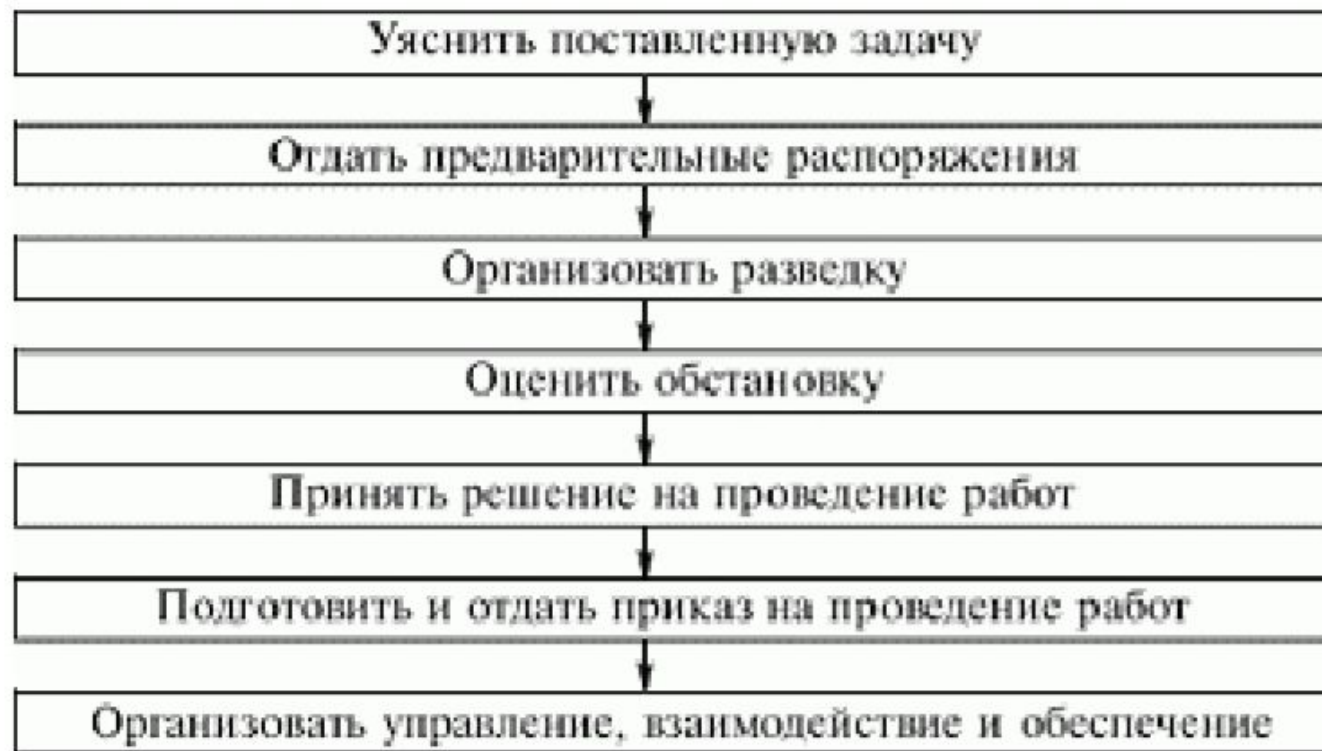 Уяснить поставленную задачу
Отдать предварительные распоряжения
Организовать разведку
Оценить обстановку
Принять решение на проведение работ
Подготовить и отдать приказ на проведение работ
Организовать управление, взаимодействие и обеспечение